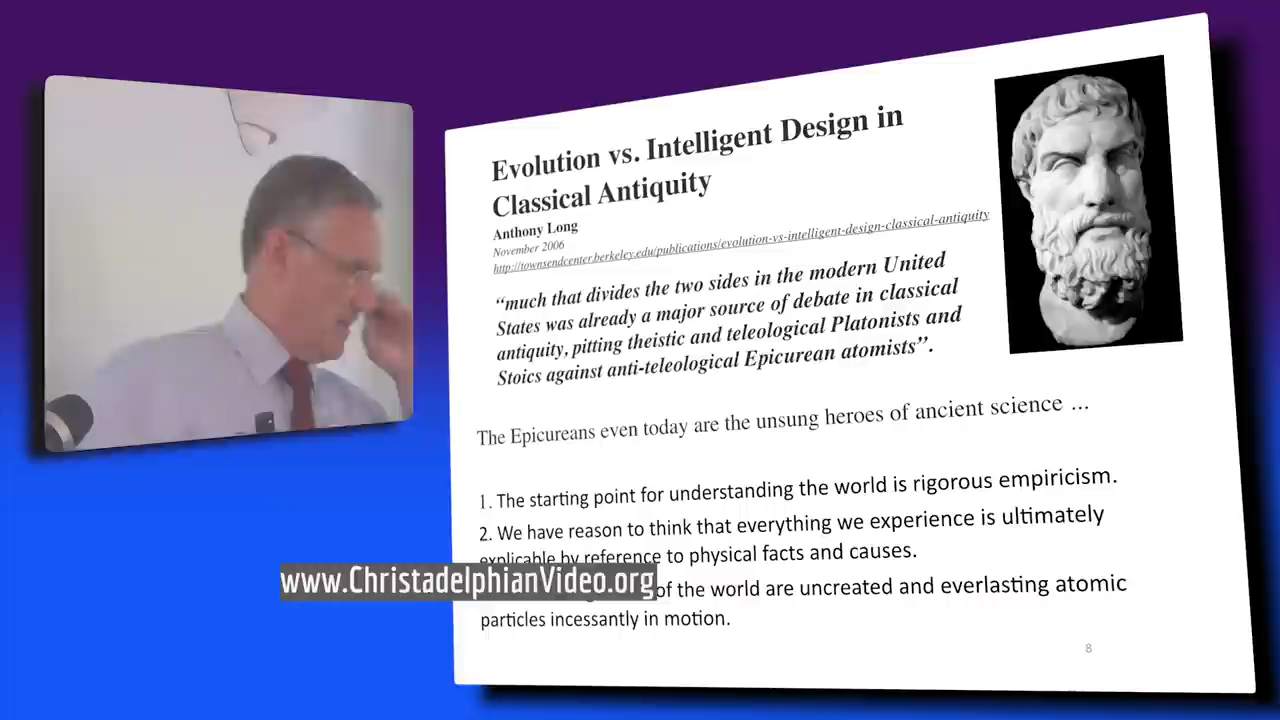 Evolution vs. Intelligent Design in
Classical Antiquity
Anthony Long
November 2006
http://townsendcenter.berkeley.edu/publications/evolution-vs-intelligent-design-classical-antiquity
“much that divides the two sides in the modern United
States was already a major source of debate in classical
antiquity, pitting theistic and teleological Platonists and
Stoics against anti-teleological Epicurean atomists”.
The Epicureans even today are the unsung heroes of ancient science ...
1. The starting point for understanding the world is rigorous empiricism.
2. We have reason to think that everything we experience is ultimately
explicable by reference to physical facts and causes.
www.ChristadelphianVideo.org
of the world are uncreated and everlasting atomic
particles incessantly in motion.
8